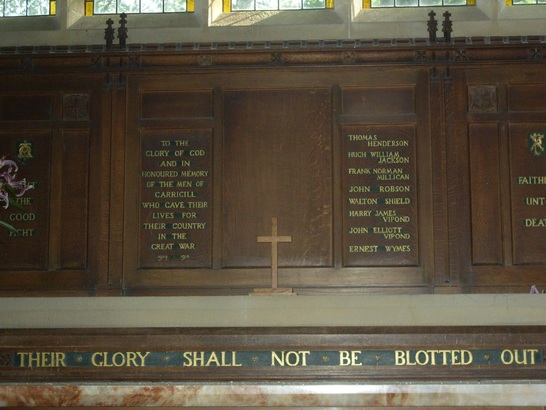 THE
GOOD
FIGHT
TO THE
GLORY OF GOD
AND IN
HONOURED MEMORY
OF THE MEN OF
CARRICILL
WHO GAVE THEIR
LIVES FOR
THEIR COUNTRY
IN THE
GREAT WAR
THOMAS
HENDERSON
HUGH WILLIAM
JACKSON
FRANK NORMAN
MILLICAN
JOHN ROBSON
WALTON SHIELD
HARRY JAMES
VIPOND
JOHN ELLIOTT
VIPOND
ERNEST WYMES
FAITH
UNT
DEA
THEIR GLORY SHALL NOT BE BLOTTED OUT